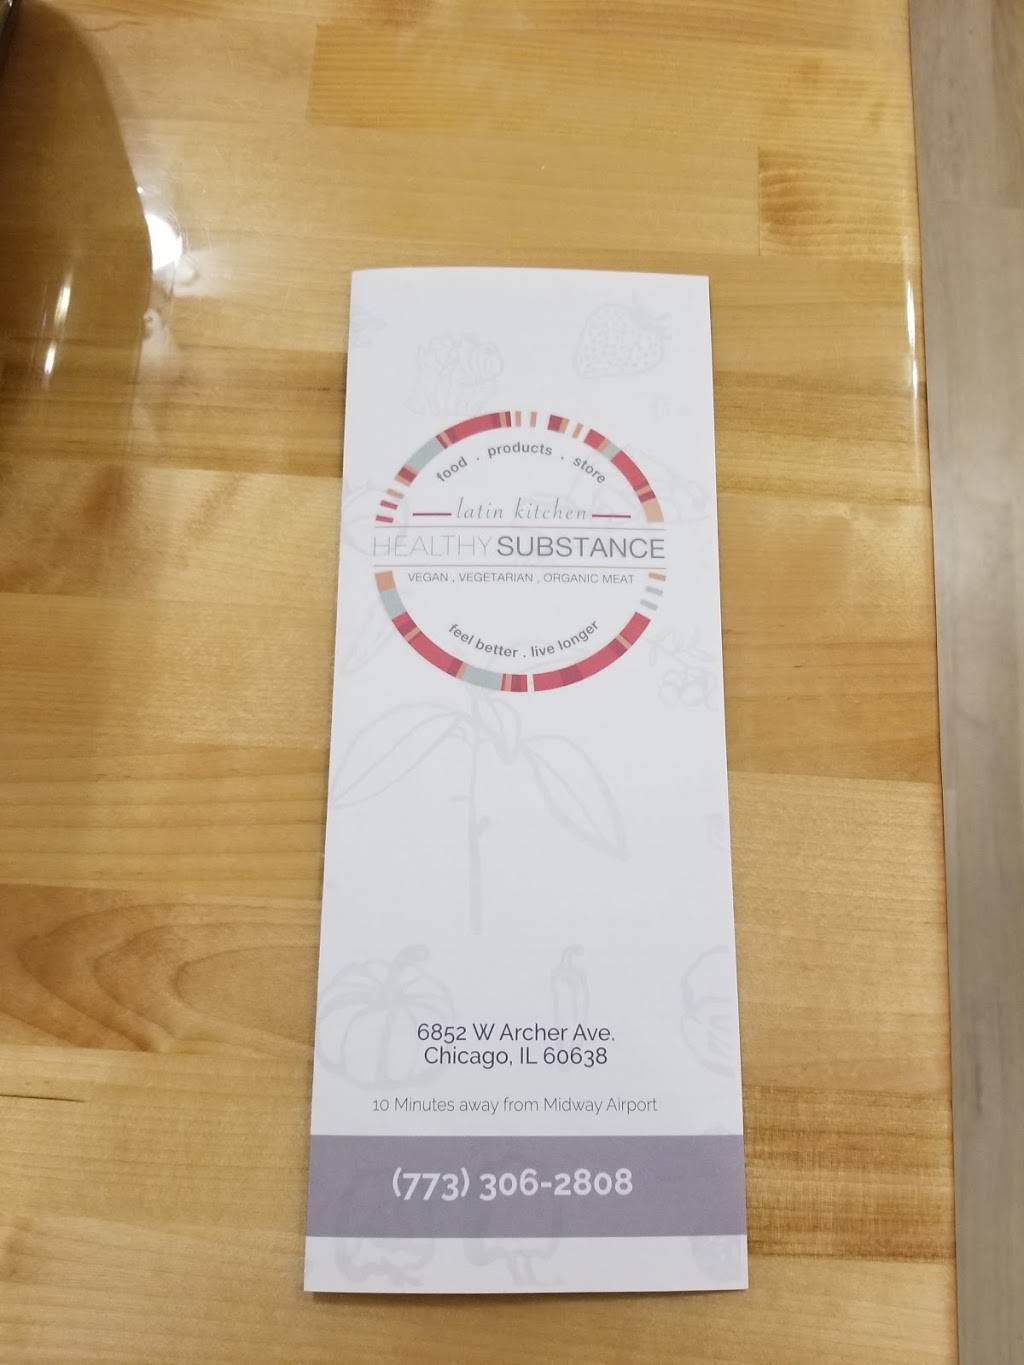 food . products . store
latin kitchen
HEALTHY SUBSTANCE
VEGAN . VEGETARIAN . ORGANIC MEAT
feel better . live longer
6852 W Archer Ave.
Chicago, IL 60638
10 Minutes away from Midway Airport
(773) 306-2808